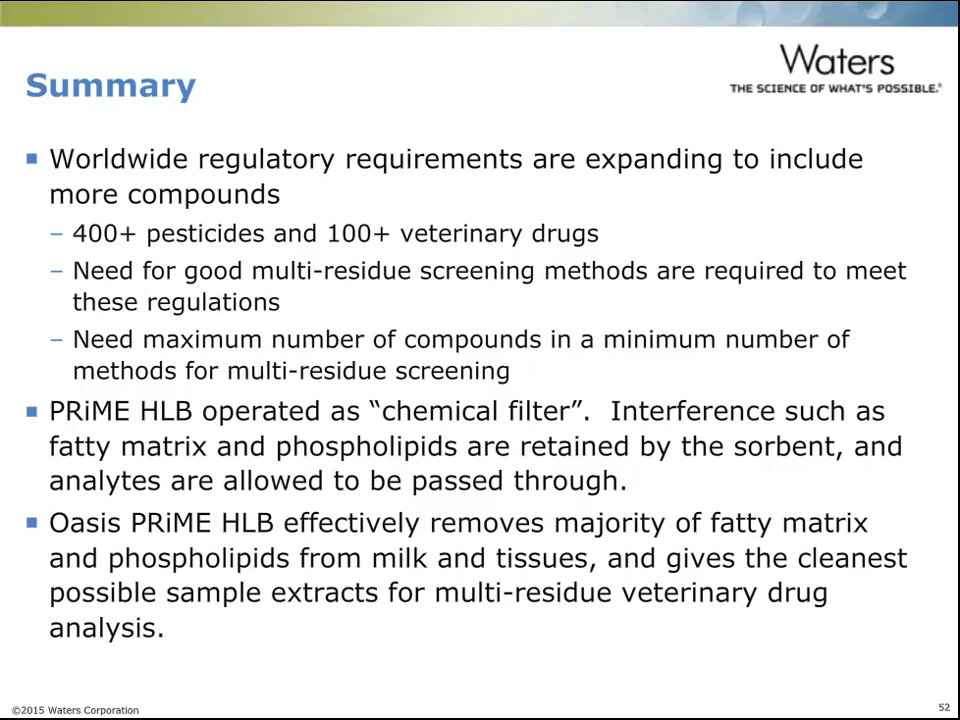 Waters
THE SCIENCE OF WHAT'S POSSIBLE.®
Summary
▪ Worldwide regulatory requirements are expanding to include
more compounds
– 400+ pesticides and 100+ veterinary drugs
– Need for good multi-residue screening methods are required to meet
these regulations
– Need maximum number of compounds in a minimum number of
methods for multi-residue screening
▪ PRiME HLB operated as “chemical filter”.  Interference such as
fatty matrix and phospholipids are retained by the sorbent, and
analytes are allowed to be passed through.
▪ Oasis PRiME HLB effectively removes majority of fatty matrix
and phospholipids from milk and tissues, and gives the cleanest
possible sample extracts for multi-residue veterinary drug
analysis.
©2015 Waters Corporation
52